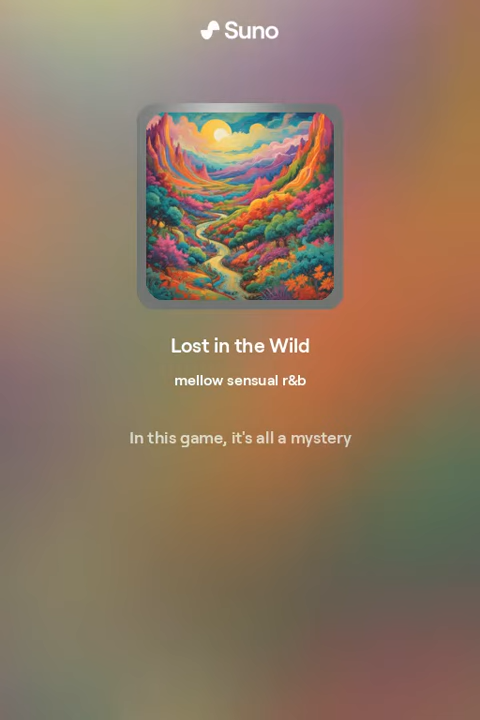 Suno
Lost in the Wild
mellow sensual r&b
In this game, it's all a mystery